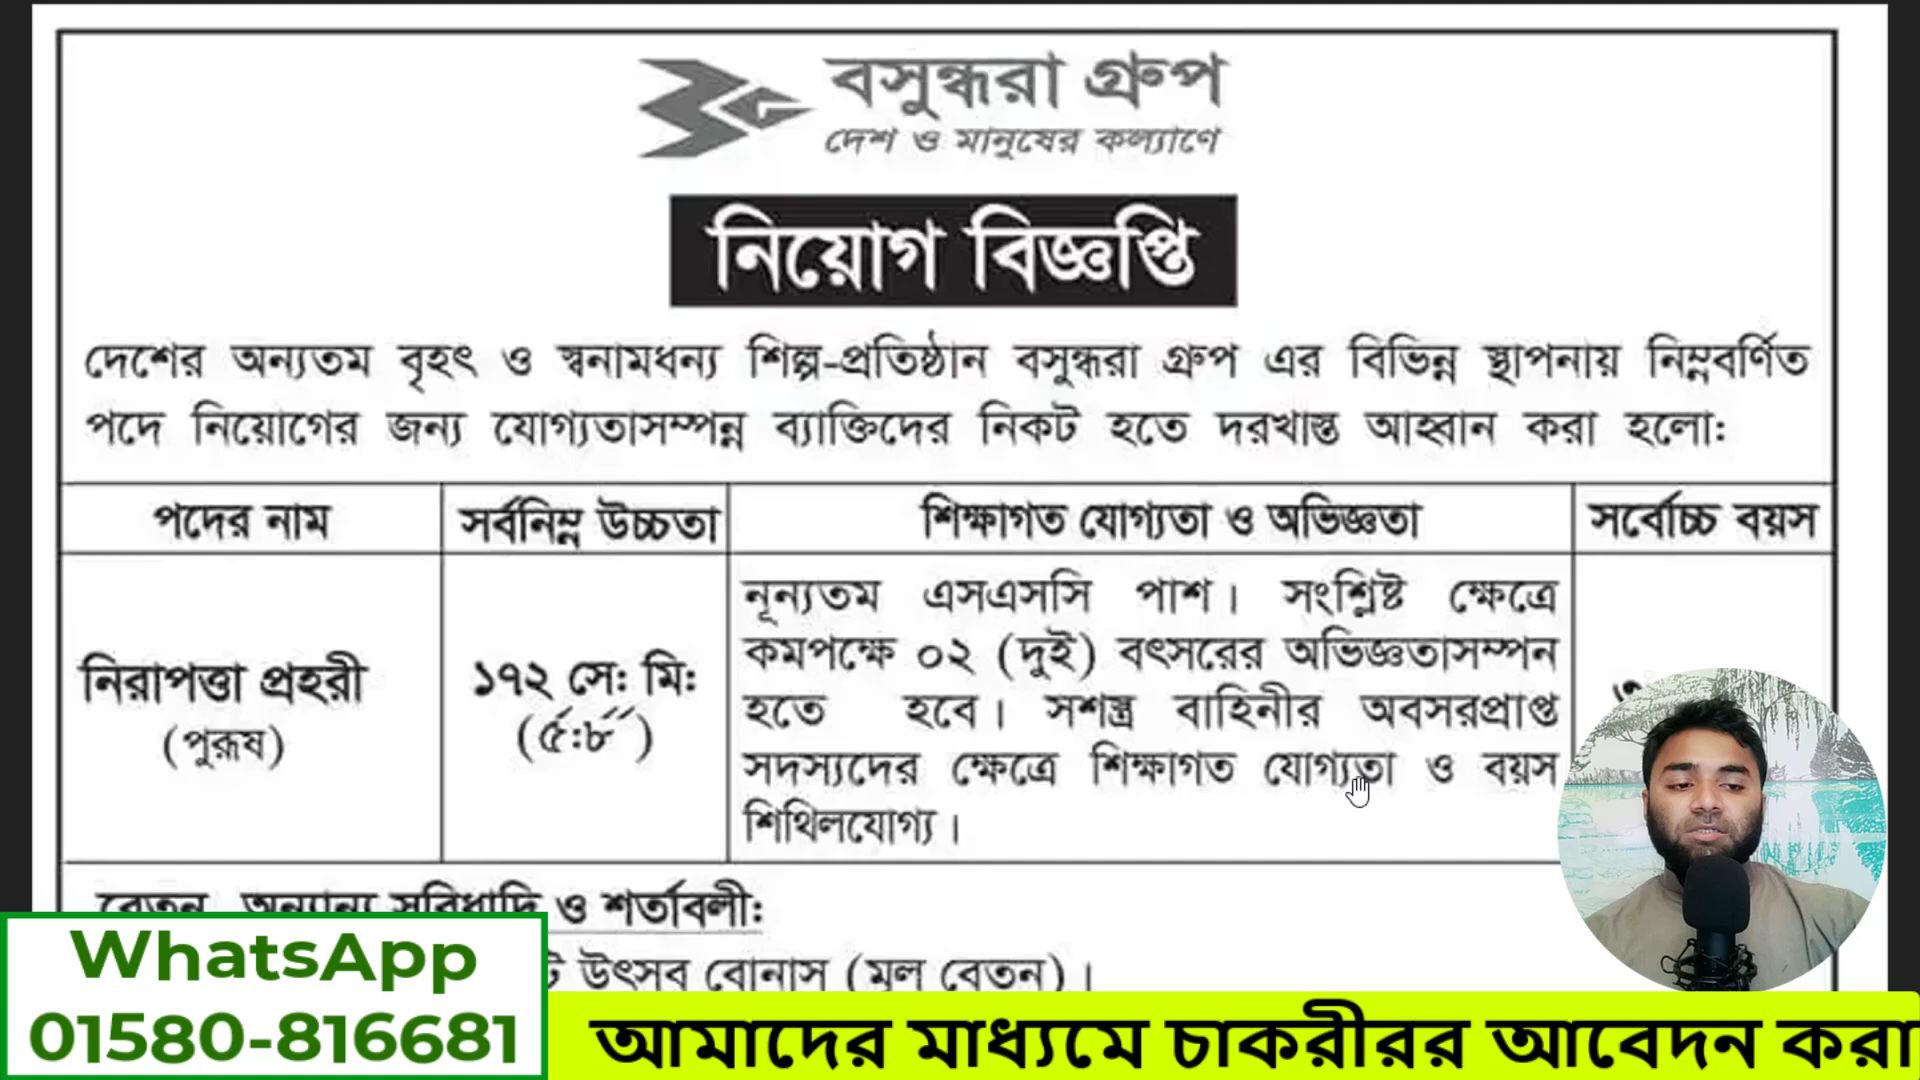 বসুন্ধরা গ্রুপ
দেশ ও মানুষের কল্যাণে
নিয়োগ বিজ্ঞপ্তি
দেশের অন্যতম বৃহৎ ও স্বনামধন্য শিল্প-প্রতিষ্ঠান বসুন্ধরা গ্রুপ এর বিভিন্ন স্থাপনায় নিম্নবর্ণিত
পদে নিয়োগের জন্য যোগ্যতাসম্পন্ন ব্যাক্তিদের নিকট হতে দরখাস্ত আহ্বান করা হলো:
পদের নাম
সর্বনিম্ন উচ্চতা
শিক্ষাগত যোগ্যতা ও অভিজ্ঞতা
সর্বোচ্চ বয়স
নিরাপত্তা প্রহরী
(পুরূষ)
১৭২ সে: মি:
(৫́:৮˝)
নূন্যতম এসএসসি পাশ। সংশ্লিষ্ট ক্ষেত্রে
কমপক্ষে ০২ (দুই) বৎসরের অভিজ্ঞতাসম্পন
হতে হবে। সশস্ত্র বাহিনীর অবসরপ্রাপ্ত
সদস্যদের ক্ষেত্রে শিক্ষাগত যোগ্যতা ও বয়স
শিথিলযোগ্য।
বেতন, অন্যান্য সুবিধাদি ও শর্তাবলী:
উৎসব বোনাস (মূল বেতন)।
WhatsApp
01580-816681
আমাদের মাধ্যমে চাকরীরর আবেদন করা